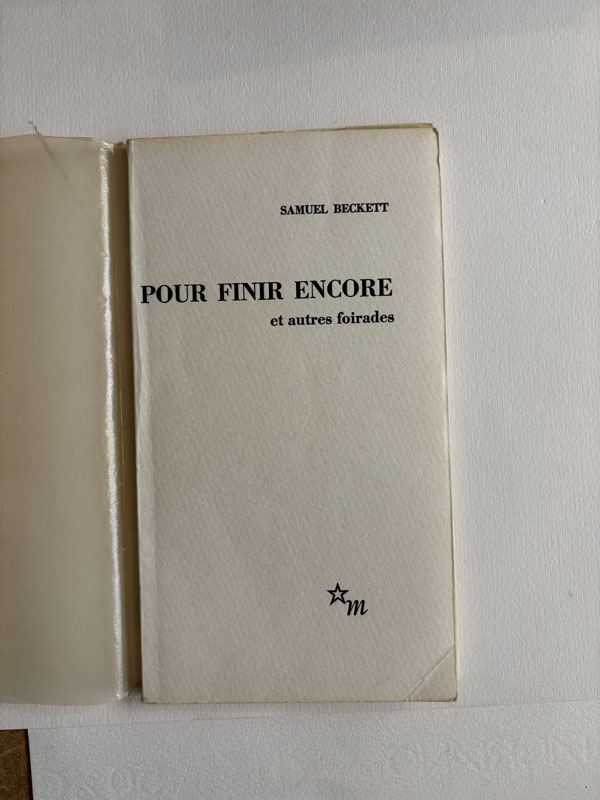 SAMUEL BECKETT
POUR FINIR ENCORE
et autres foirades
m